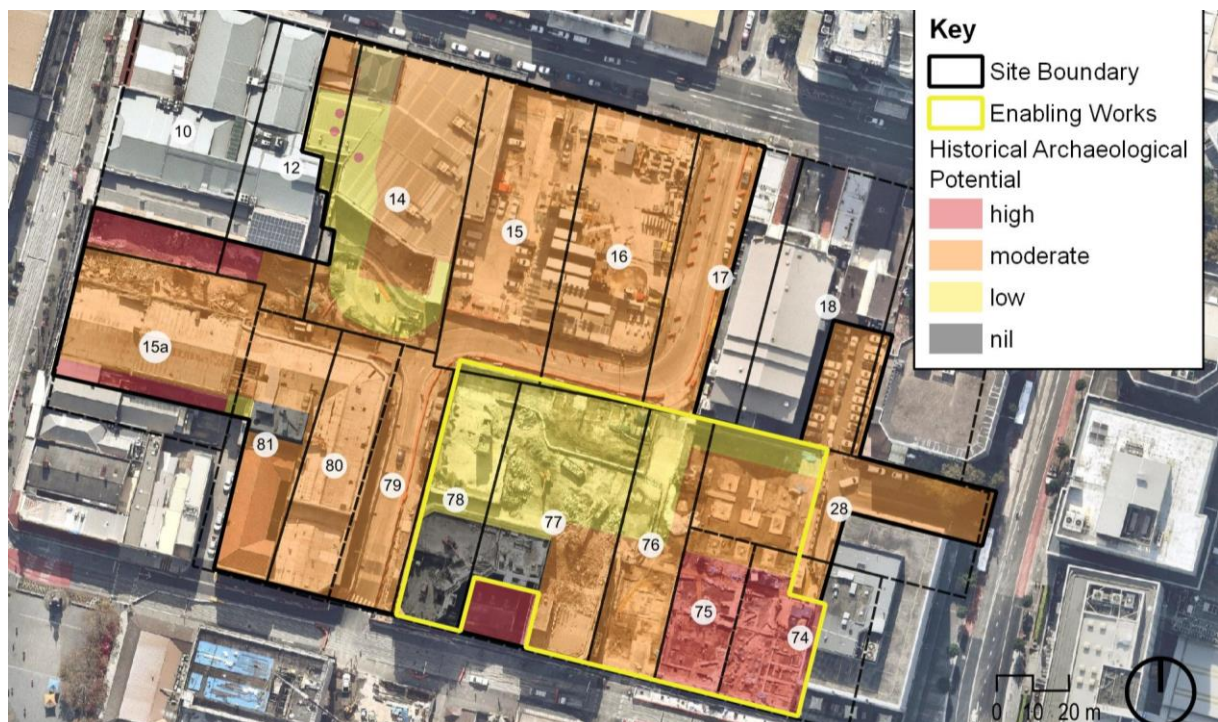 Key
Site Boundary
Enabling Works
Historical Archaeological
Potential
high
moderate
low
nil
10
12
14
15
16
17
18
15a
81
80
79
78
77
76
28
75
74
0 10 20 m